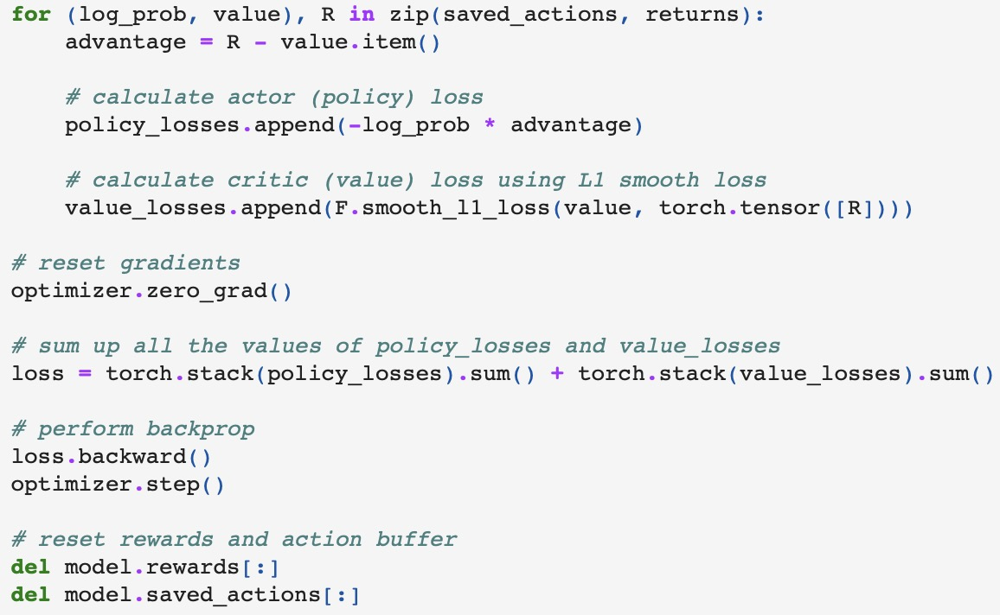 for (log_prob, value), R in zip(saved_actions, returns):
    advantage = R - value.item()
    # calculate actor (policy) loss
    policy_losses.append(-log_prob * advantage)
    # calculate critic (value) loss using L1 smooth loss
    value_losses.append(F.smooth_l1_loss(value, torch.tensor([R])))
# reset gradients
optimizer.zero_grad()
# sum up all the values of policy_losses and value_losses
loss = torch.stack(policy_losses).sum() + torch.stack(value_losses).sum()
# perform backprop
loss.backward()
optimizer.step()
# reset rewards and action buffer
del model.rewards[:]
del model.saved_actions[:]